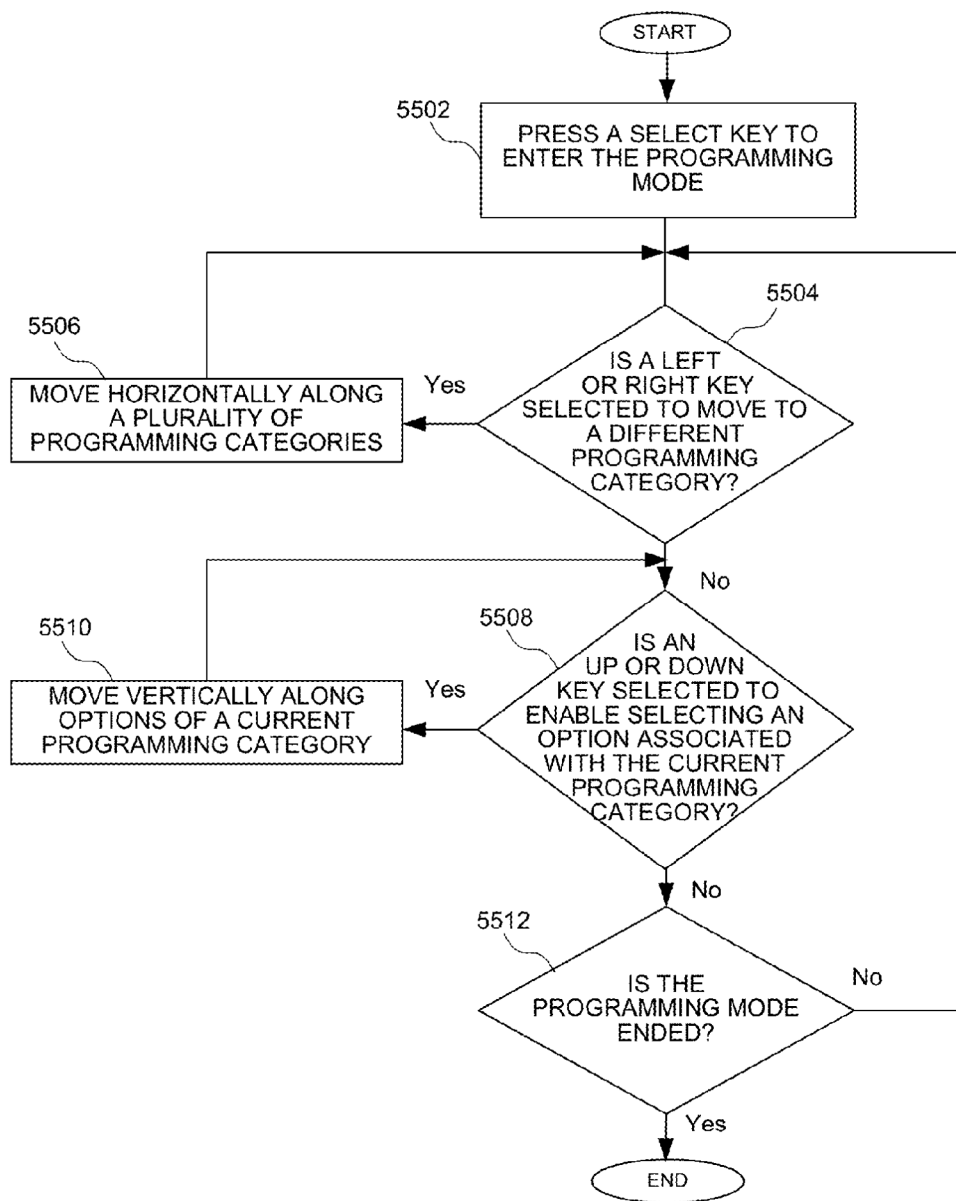 START
5502
PRESS A SELECT KEY TO
ENTER THE PROGRAMMING
MODE
5504
IS A LEFT
OR RIGHT KEY
SELECTED TO MOVE TO
A DIFFERENT
PROGRAMMING
CATEGORY?
Yes
5506
MOVE HORIZONTALLY ALONG
A PLURALITY OF
PROGRAMMING CATEGORIES
No
5508
IS AN
UP OR DOWN
KEY SELECTED TO
ENABLE SELECTING AN
OPTION ASSOCIATED
WITH THE CURRENT
PROGRAMMING
CATEGORY?
Yes
5510
MOVE VERTICALLY ALONG
OPTIONS OF A CURRENT
PROGRAMMING CATEGORY
No
5512
IS THE
PROGRAMMING MODE
ENDED?
No
Yes
END